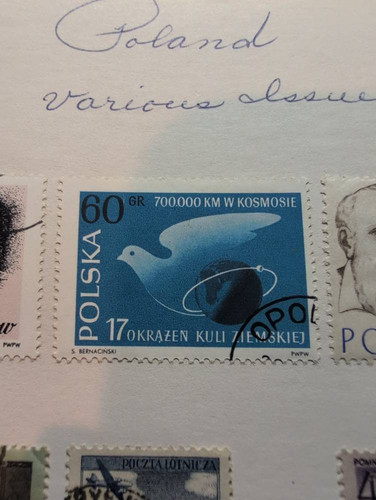 Poland
Various Issue
60 GR 700.000 KM W KOSMOSIE
POLSKA
17 OKRĄŻEŃ KULI ZIEMSKIEJ
S. BERNACIŃSKI PWPW
OPOL
w
PWPW
PO
POCZTA LOTNICZA